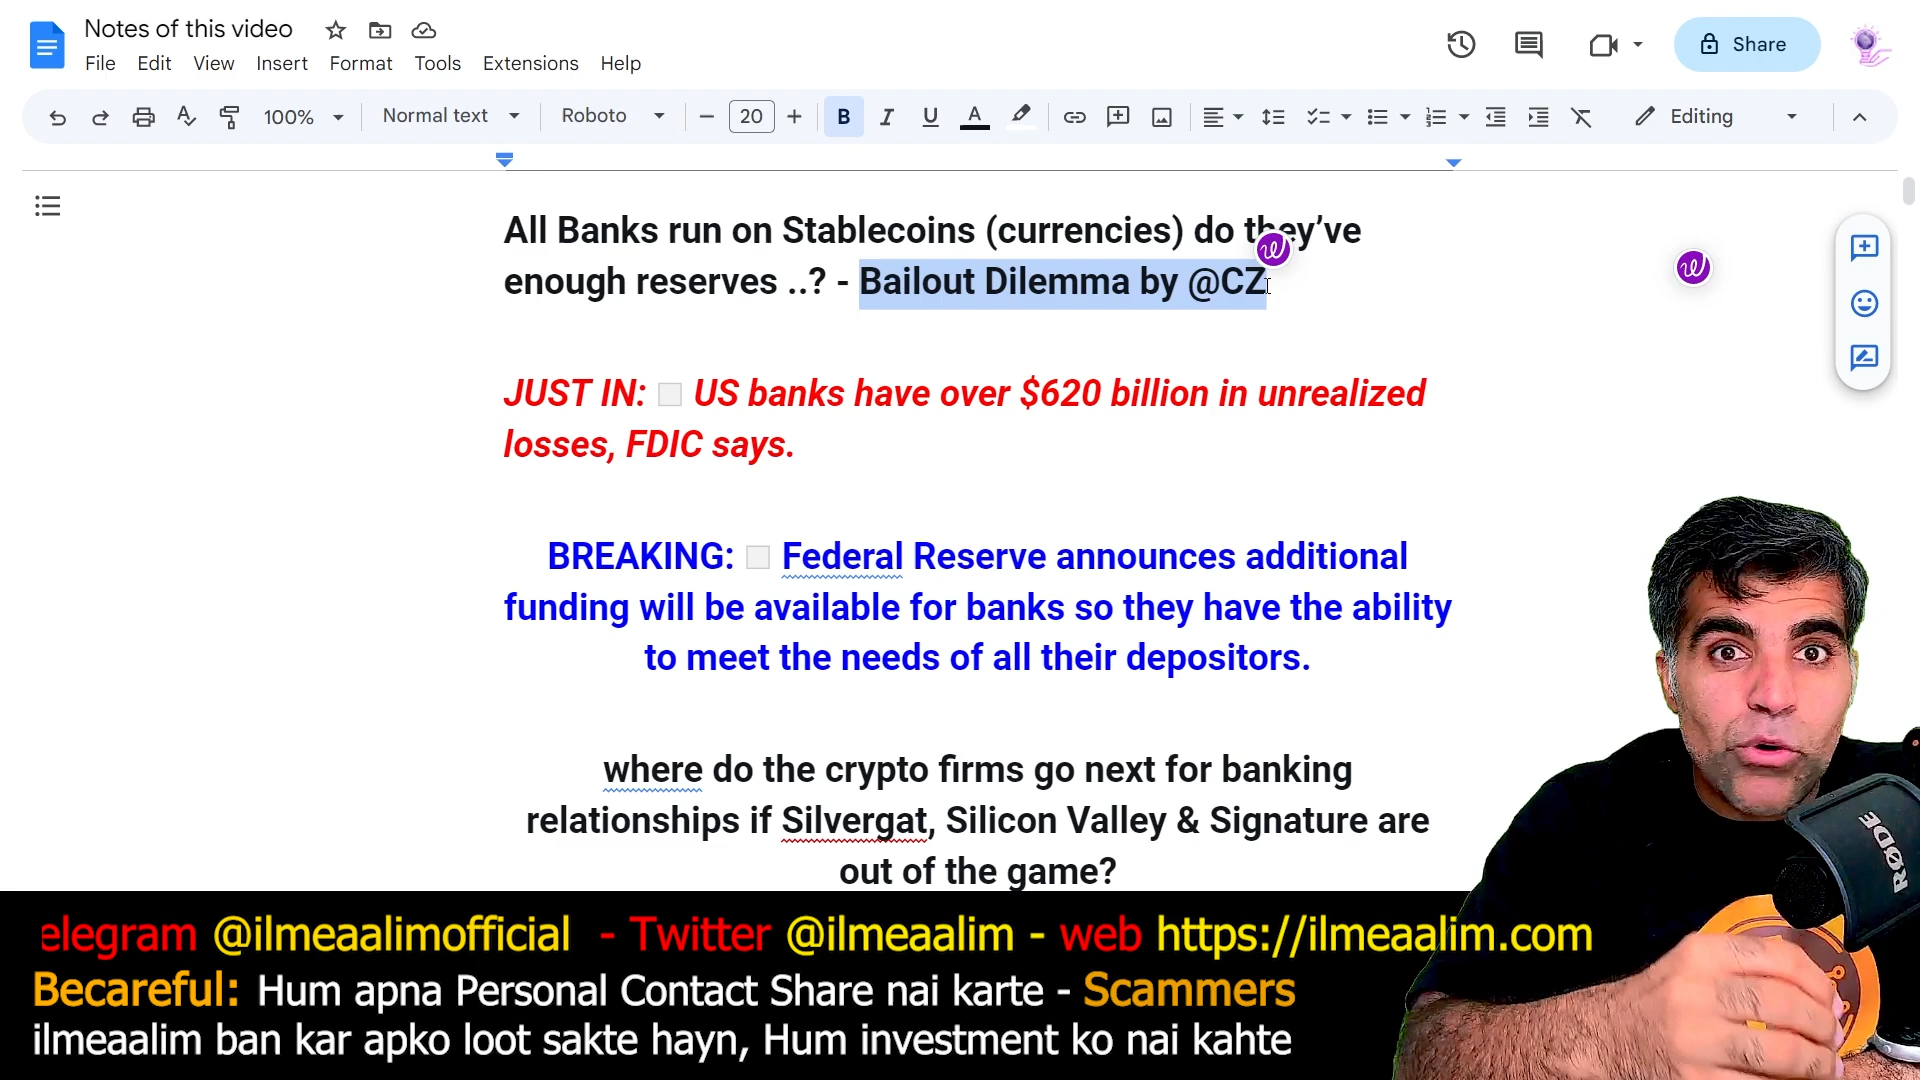 Notes of this video
File Edit View Insert Format Tools Extensions Help
Share
100% Normal text Roboto 20 B Editing
All Banks run on Stablecoins (currencies) do they’ve
enough reserves ..? - Bailout Dilemma by @CZ
JUST IN: US banks have over $620 billion in unrealized
losses, FDIC says.
BREAKING: Federal Reserve announces additional
funding will be available for banks so they have the ability
to meet the needs of all their depositors.
where do the crypto firms go next for banking
relationships if Silvergat, Silicon Valley & Signature are
out of the game?
RØDE
elegram @ilmeaalimofficial - Twitter @ilmeaalim - web https://ilmeaalim.com
Becareful: Hum apna Personal Contact Share nai karte - Scammers
ilmeaalim ban kar apko loot sakte hayn, Hum investment ko nai kahte